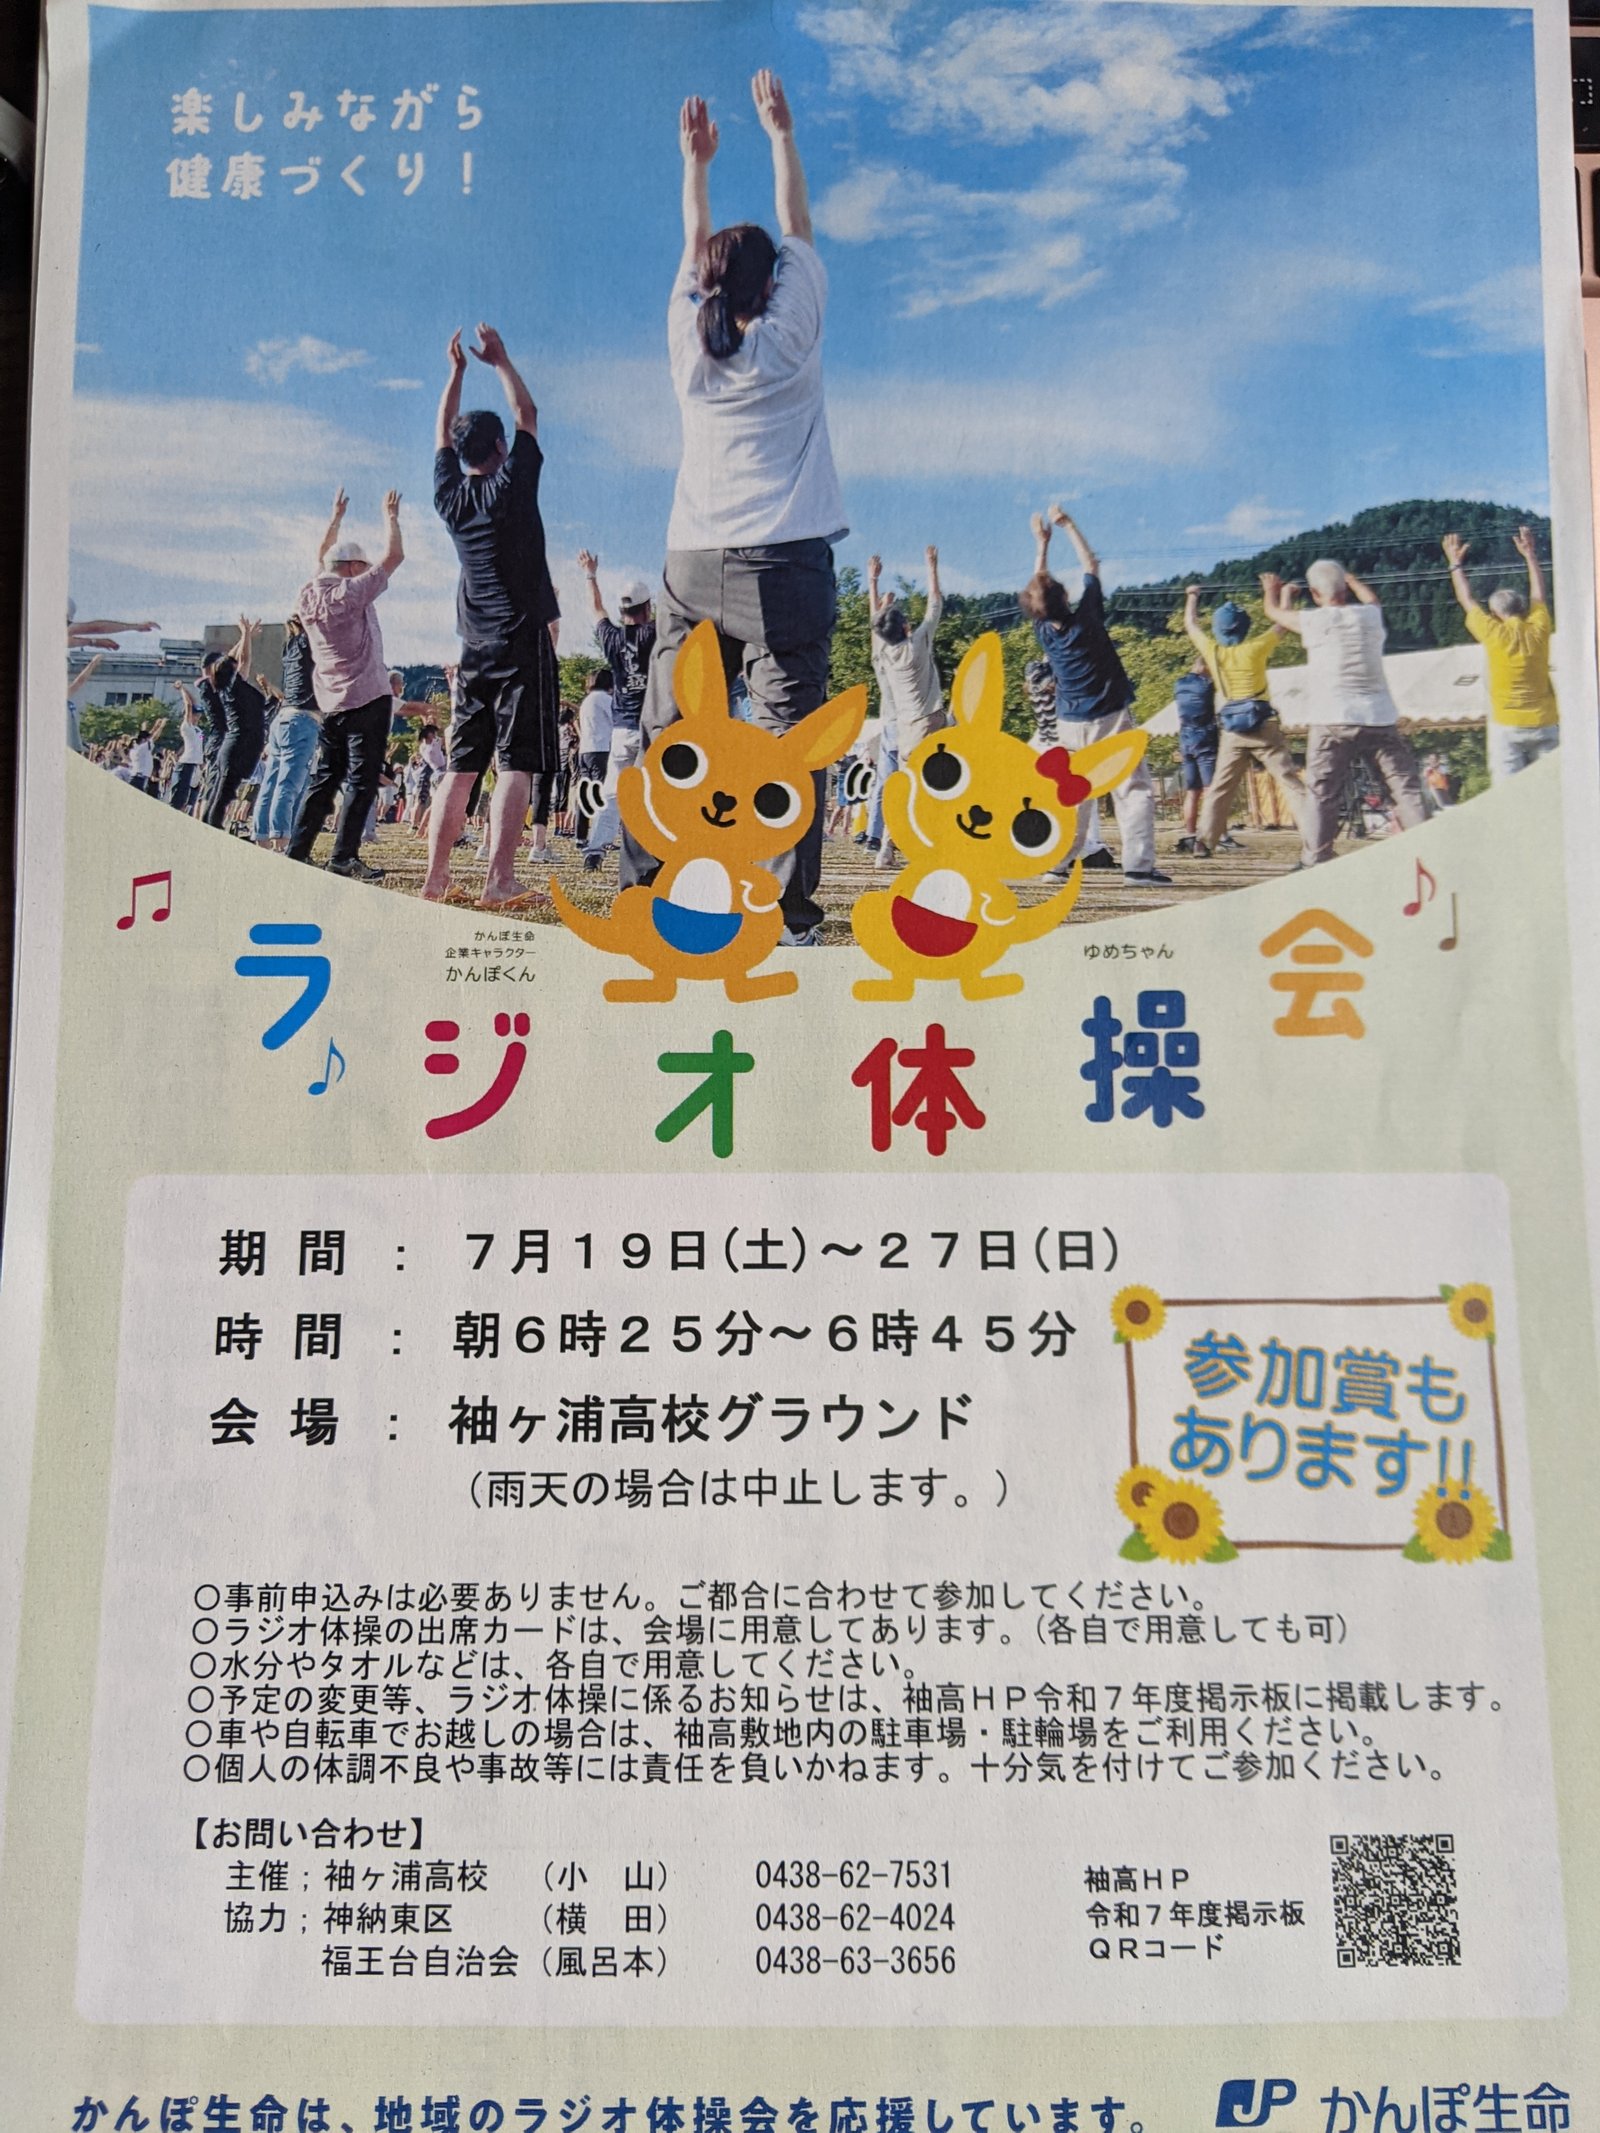 楽しみながら
健康づくり！
かんぽ生命
企業キャラクター
かんぽくん
ゆめちゃん
ラジオ体操会
期間：７月１９日(土)～２７日(日)
時間：朝６時２５分～６時４５分
会場：袖ヶ浦高校グラウンド
（雨天の場合は中止します。）
参加賞も
あります!!
○事前申込みは必要ありません。ご都合に合わせて参加してください。
○ラジオ体操の出席カードは、会場に用意してあります。(各自で用意しても可)
○水分やタオルなどは、各自で用意してください。
○予定の変更等、ラジオ体操に係るお知らせは、袖高ＨＰ令和７年度掲示板に掲載します。
○車や自転車でお越しの場合は、袖高敷地内の駐車場・駐輪場をご利用ください。
○個人の体調不良や事故等には責任を負いかねます。十分気を付けてご参加ください。
【お問い合わせ】
主催；袖ヶ浦高校　（小　山）　0438-62-7531
協力；神納東区　（横　田）　0438-62-4024
福王台自治会（風呂本）　0438-63-3656
袖高ＨＰ
令和７年度掲示板
ＱＲコード
かんぽ生命は、地域のラジオ体操会を応援しています。
JP かんぽ生命